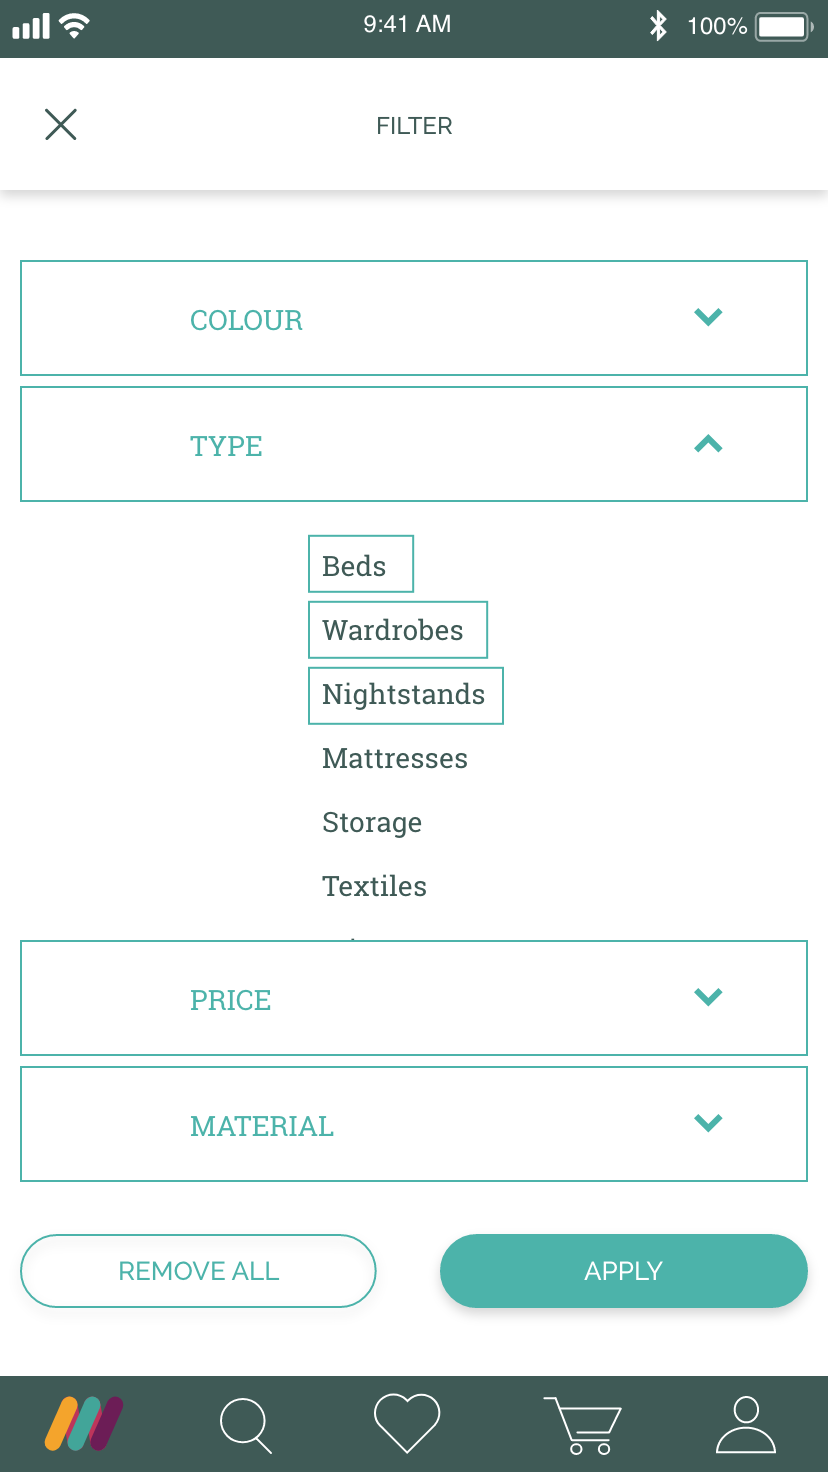 9:41 AM 100%
FILTER
COLOUR
TYPE
Beds
Wardrobes
Nightstands
Mattresses
Storage
Textiles
PRICE
MATERIAL
REMOVE ALL APPLY